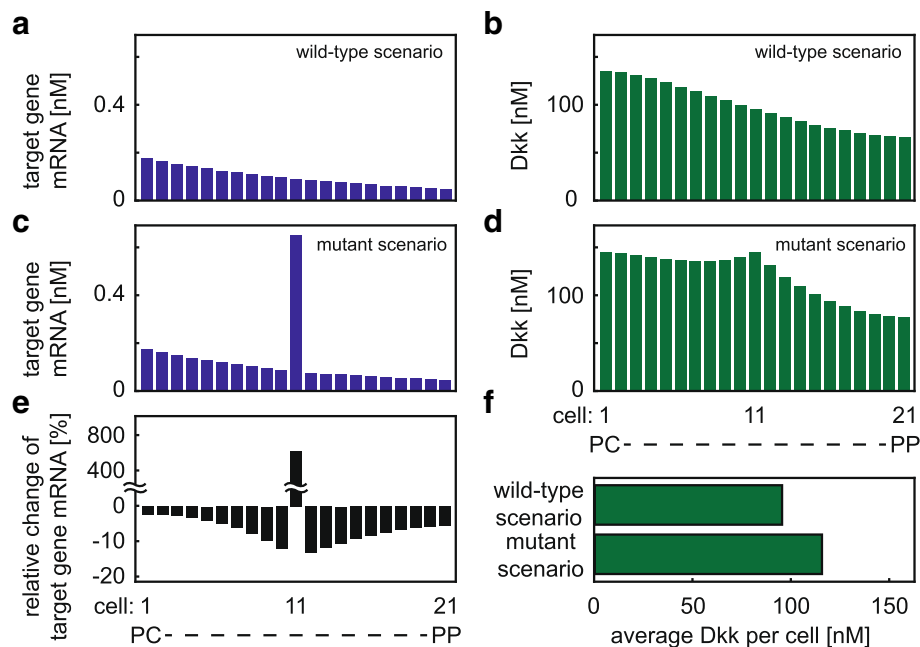 a
wild-type scenario
target gene
mRNA [nM]
0.4
0
b
wild-type scenario
Dkk [nM]
100
0
c
mutant scenario
target gene
mRNA [nM]
0.4
0
d
mutant scenario
Dkk [nM]
100
0
cell: 1 11 21
PC PP
e
relative change of
target gene mRNA [%]
800
400
0
-10
-20
cell: 1 11 21
PC PP
f
wild-type
scenario
mutant
scenario
0 50 100 150
average Dkk per cell [nM]